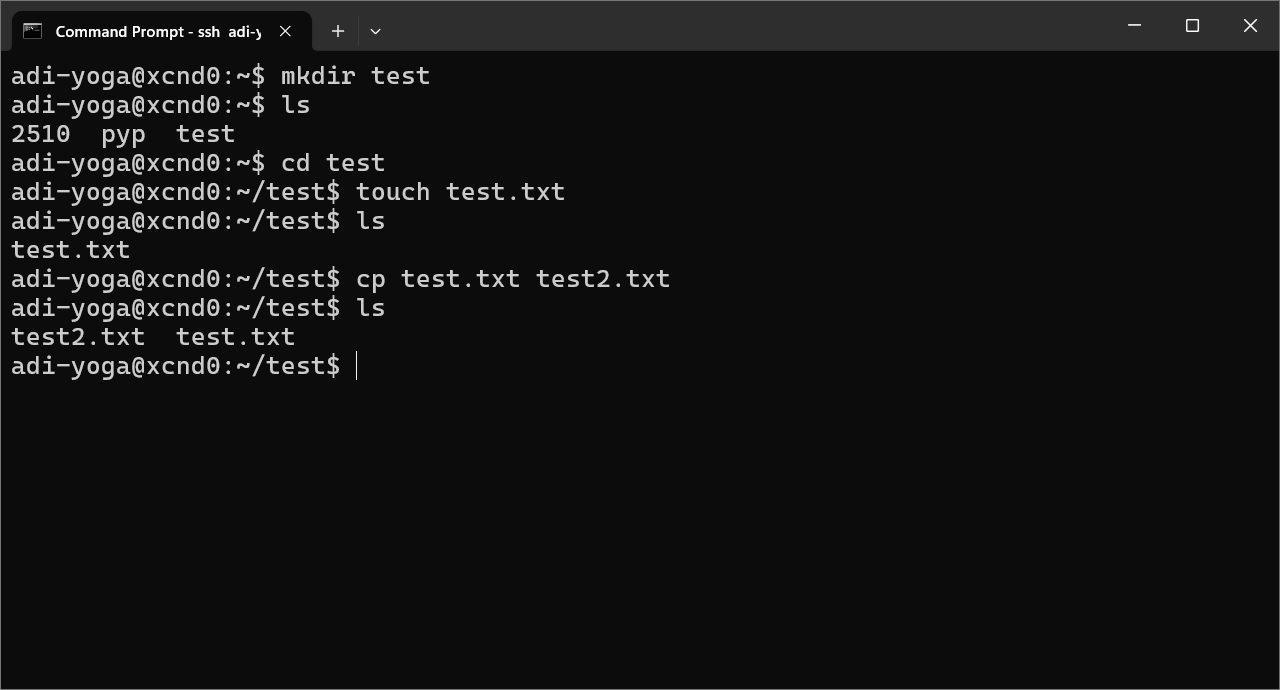 Command Prompt - ssh adi-y
adi-yoga@xcnd0:~$ mkdir test
adi-yoga@xcnd0:~$ ls
2510  pyp  test
adi-yoga@xcnd0:~$ cd test
adi-yoga@xcnd0:~/test$ touch test.txt
adi-yoga@xcnd0:~/test$ ls
test.txt
adi-yoga@xcnd0:~/test$ cp test.txt test2.txt
adi-yoga@xcnd0:~/test$ ls
test2.txt  test.txt
adi-yoga@xcnd0:~/test$